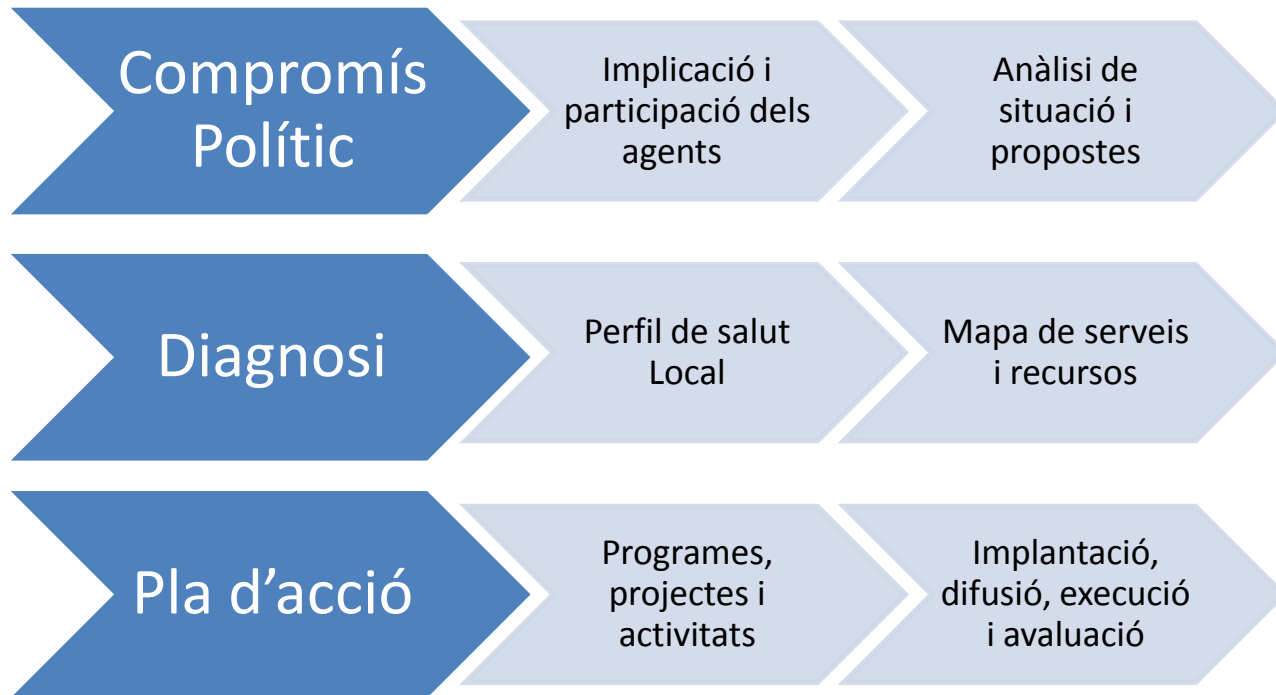 Compromís
Polític
Implicació i
participació dels
agents
Anàlisi de
situació i
propostes
Diagnosi
Perfil de salut
Local
Mapa de serveis
i recursos
Pla d’acció
Programes,
projectes i
activitats
Implantació,
difusió, execució
i avaluació